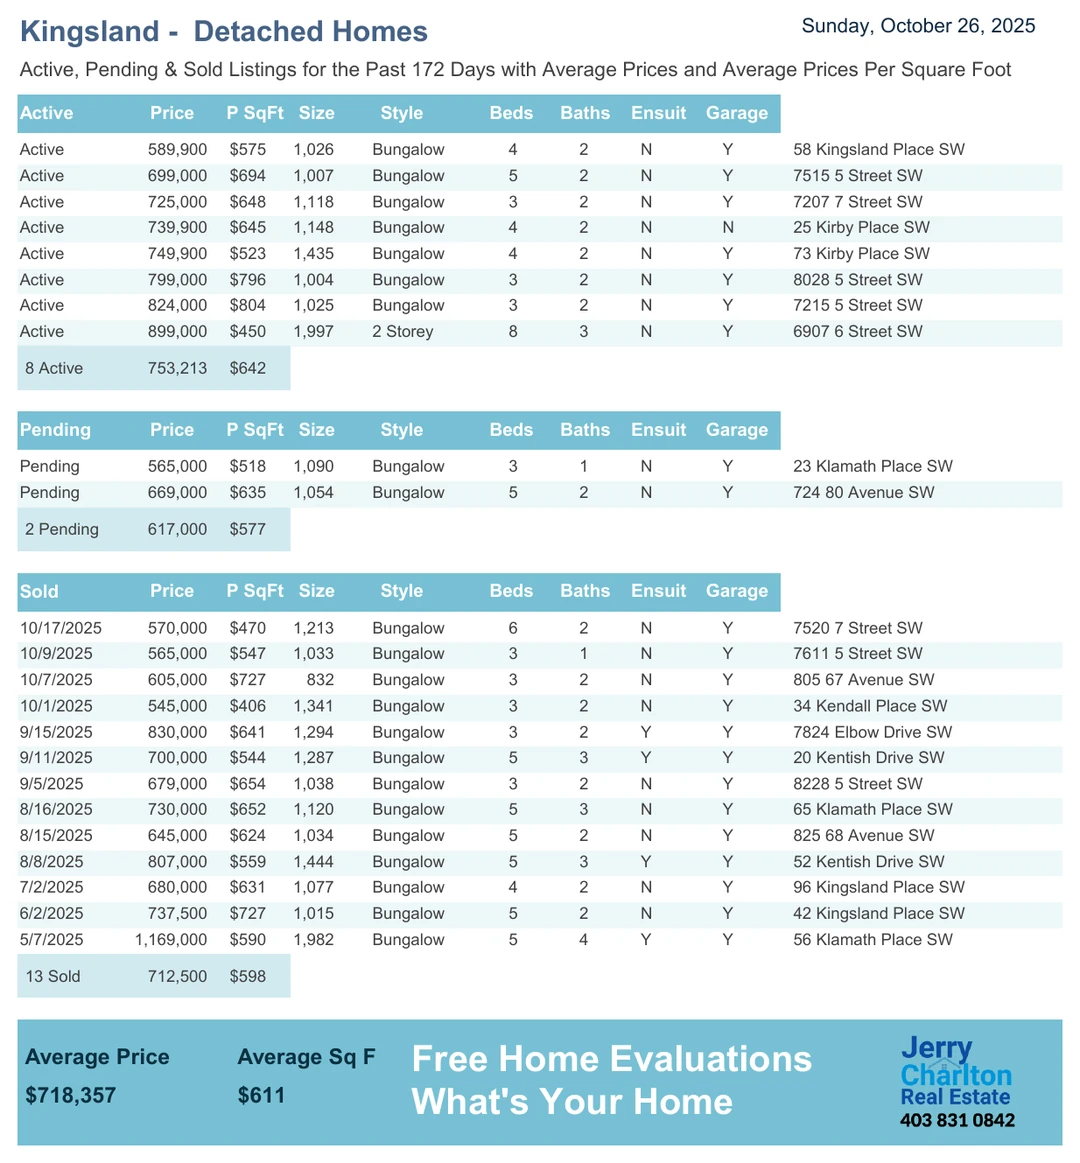 Kingsland -  Detached Homes
Sunday, October 26, 2025
Active, Pending & Sold Listings for the Past 172 Days with Average Prices and Average Prices Per Square Foot
Active Price P SqFt Size Style Beds Baths Ensuit Garage
Active 589,900 $575 1,026 Bungalow 4 2 N Y 58 Kingsland Place SW
Active 699,000 $694 1,007 Bungalow 5 2 N Y 7515 5 Street SW
Active 725,000 $648 1,118 Bungalow 3 2 N Y 7207 7 Street SW
Active 739,900 $645 1,148 Bungalow 4 2 N N 25 Kirby Place SW
Active 749,900 $523 1,435 Bungalow 4 2 N Y 73 Kirby Place SW
Active 799,000 $796 1,004 Bungalow 3 2 N Y 8028 5 Street SW
Active 824,000 $804 1,025 Bungalow 3 2 N Y 7215 5 Street SW
Active 899,000 $450 1,997 2 Storey 8 3 N Y 6907 6 Street SW
8 Active 753,213 $642
Pending Price P SqFt Size Style Beds Baths Ensuit Garage
Pending 565,000 $518 1,090 Bungalow 3 1 N Y 23 Klamath Place SW
Pending 669,000 $635 1,054 Bungalow 5 2 N Y 724 80 Avenue SW
2 Pending 617,000 $577
Sold Price P SqFt Size Style Beds Baths Ensuit Garage
10/17/2025 570,000 $470 1,213 Bungalow 6 2 N Y 7520 7 Street SW
10/9/2025 565,000 $547 1,033 Bungalow 3 1 N Y 7611 5 Street SW
10/7/2025 605,000 $727 832 Bungalow 3 2 N Y 805 67 Avenue SW
10/1/2025 545,000 $406 1,341 Bungalow 3 2 N Y 34 Kendall Place SW
9/15/2025 830,000 $641 1,294 Bungalow 3 2 Y Y 7824 Elbow Drive SW
9/11/2025 700,000 $544 1,287 Bungalow 5 3 Y Y 20 Kentish Drive SW
9/5/2025 679,000 $654 1,038 Bungalow 3 2 N Y 8228 5 Street SW
8/16/2025 730,000 $652 1,120 Bungalow 5 3 N Y 65 Klamath Place SW
8/15/2025 645,000 $624 1,034 Bungalow 5 2 N Y 825 68 Avenue SW
8/8/2025 807,000 $559 1,444 Bungalow 5 3 Y Y 52 Kentish Drive SW
7/2/2025 680,000 $631 1,077 Bungalow 4 2 N Y 96 Kingsland Place SW
6/2/2025 737,500 $727 1,015 Bungalow 5 2 N Y 42 Kingsland Place SW
5/7/2025 1,169,000 $590 1,982 Bungalow 5 4 Y Y 56 Klamath Place SW
13 Sold 712,500 $598
Average Price Average Sq F
$718,357 $611
Free Home Evaluations
What's Your Home
Jerry
Charlton
Real Estate
403 831 0842